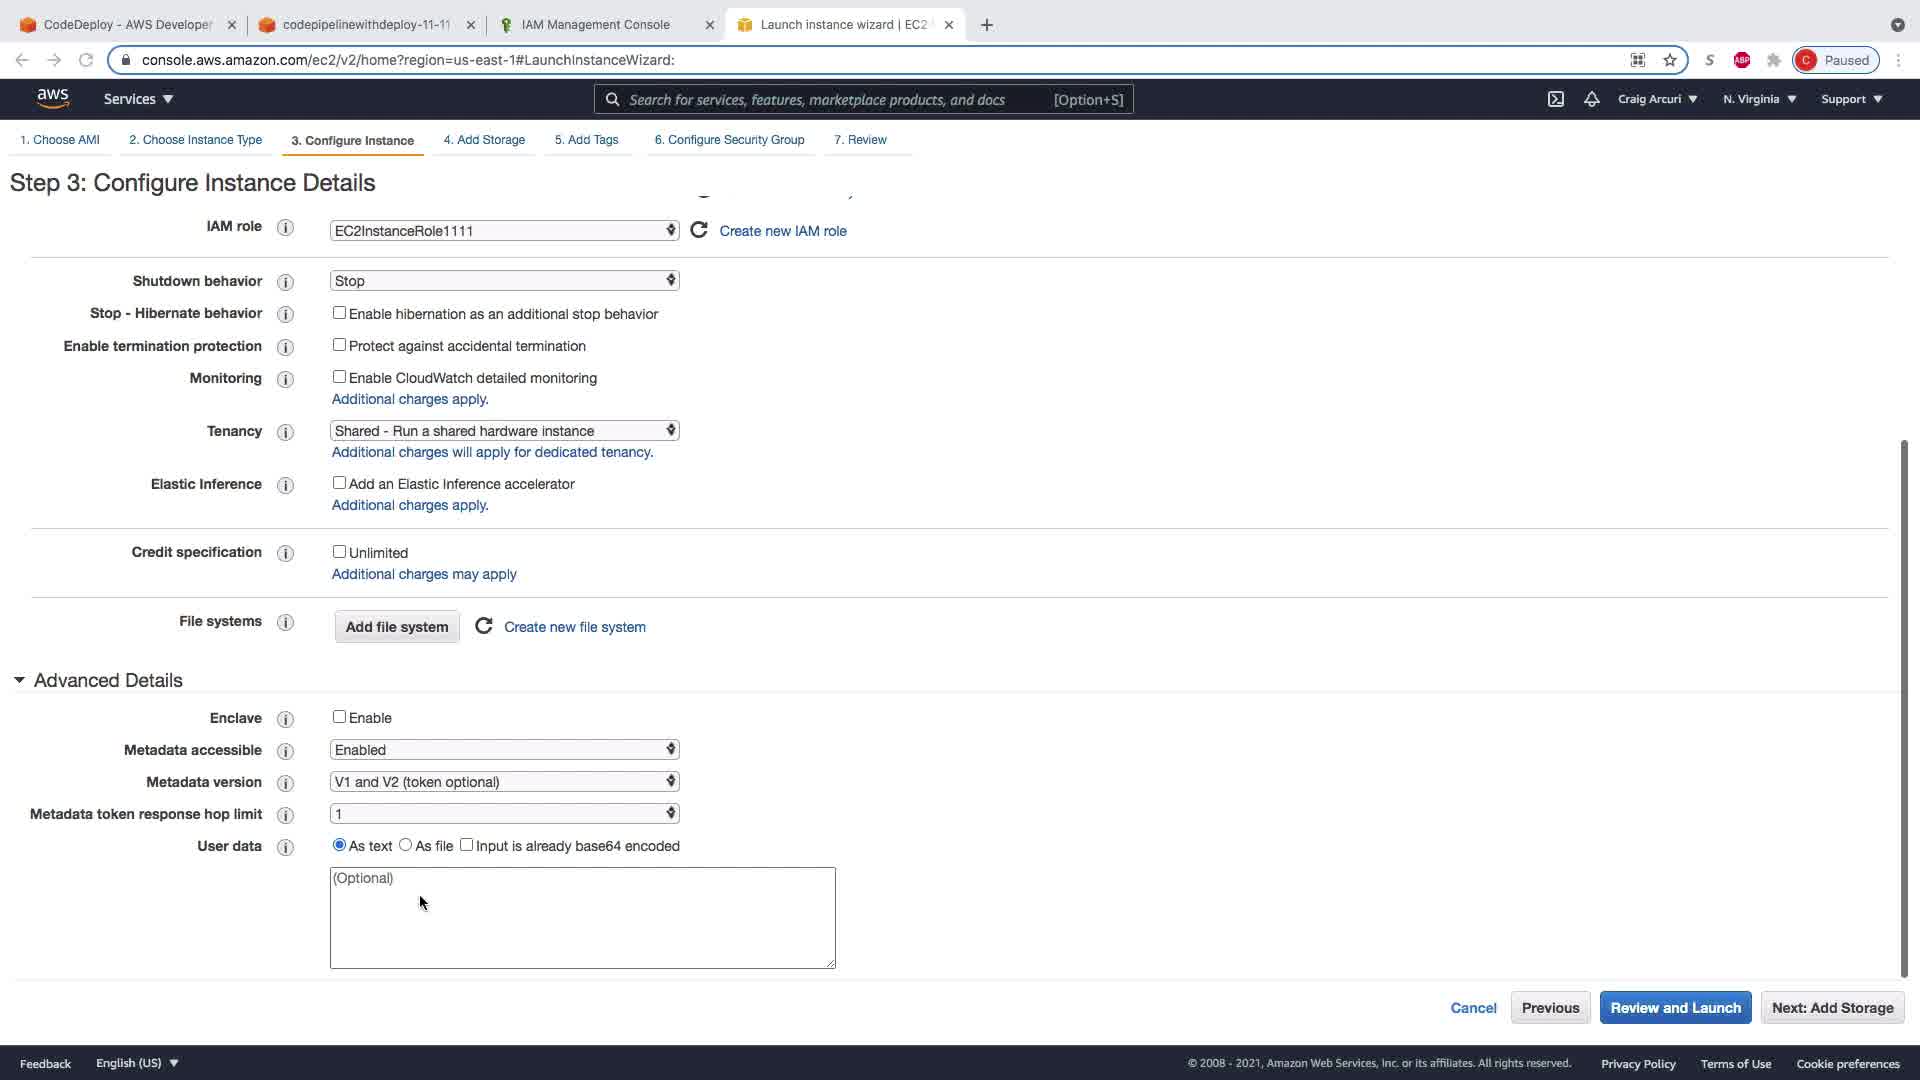 CodeDeploy - AWS Developer
codepipelinewithdeploy-11-11
IAM Management Console
Launch instance wizard | EC2
console.aws.amazon.com/ec2/v2/home?region=us-east-1#LaunchInstanceWizard:
S
ABP
C Paused
aws
Services
Search for services, features, marketplace products, and docs [Option+S]
Craig Arcuri
N. Virginia
Support
1. Choose AMI
2. Choose Instance Type
3. Configure Instance
4. Add Storage
5. Add Tags
6. Configure Security Group
7. Review
Step 3: Configure Instance Details
IAM role i EC2InstanceRole1111 Create new IAM role
Shutdown behavior i Stop
Stop - Hibernate behavior i Enable hibernation as an additional stop behavior
Enable termination protection i Protect against accidental termination
Monitoring i Enable CloudWatch detailed monitoring
Additional charges apply.
Tenancy i Shared - Run a shared hardware instance
Additional charges will apply for dedicated tenancy.
Elastic Inference i Add an Elastic Inference accelerator
Additional charges apply.
Credit specification i Unlimited
Additional charges may apply
File systems i Add file system Create new file system
Advanced Details
Enclave i Enable
Metadata accessible i Enabled
Metadata version i V1 and V2 (token optional)
Metadata token response hop limit i 1
User data i As text As file Input is already base64 encoded
(Optional)
Cancel Previous Review and Launch Next: Add Storage
Feedback English (US) © 2008 - 2021, Amazon Web Services, Inc. or its affiliates. All rights reserved. Privacy Policy Terms of Use Cookie preferences